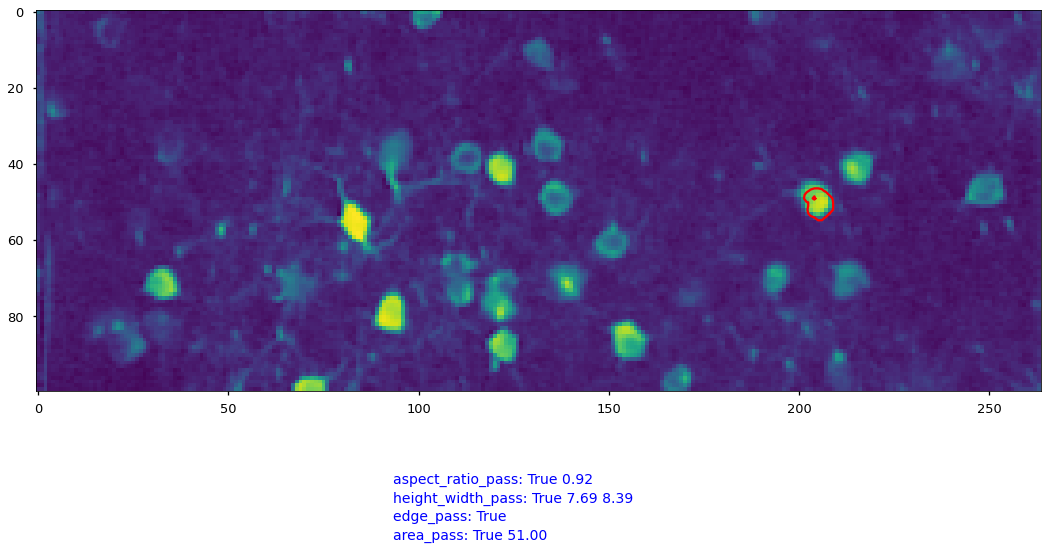 0
20
40
60
80
0 50 100 150 200 250
aspect_ratio_pass: True 0.92
height_width_pass: True 7.69 8.39
edge_pass: True
area_pass: True 51.00